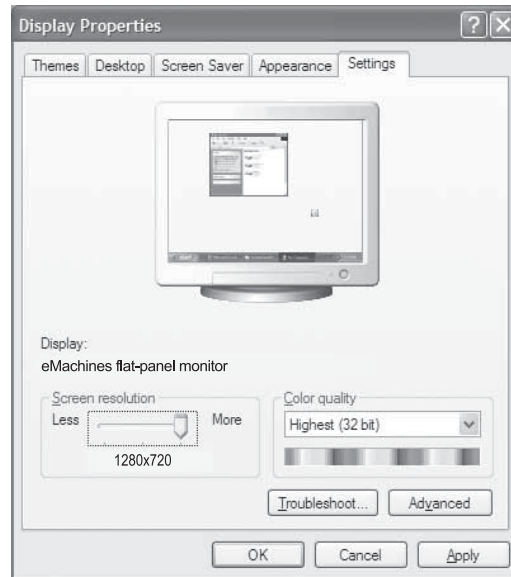 Display Properties
Themes Desktop Screen Saver Appearance Settings
Display:
eMachines flat-panel monitor
Screen resolution
Less More
1280x720
Color quality
Highest (32 bit)
Troubleshoot... Advanced
OK Cancel Apply